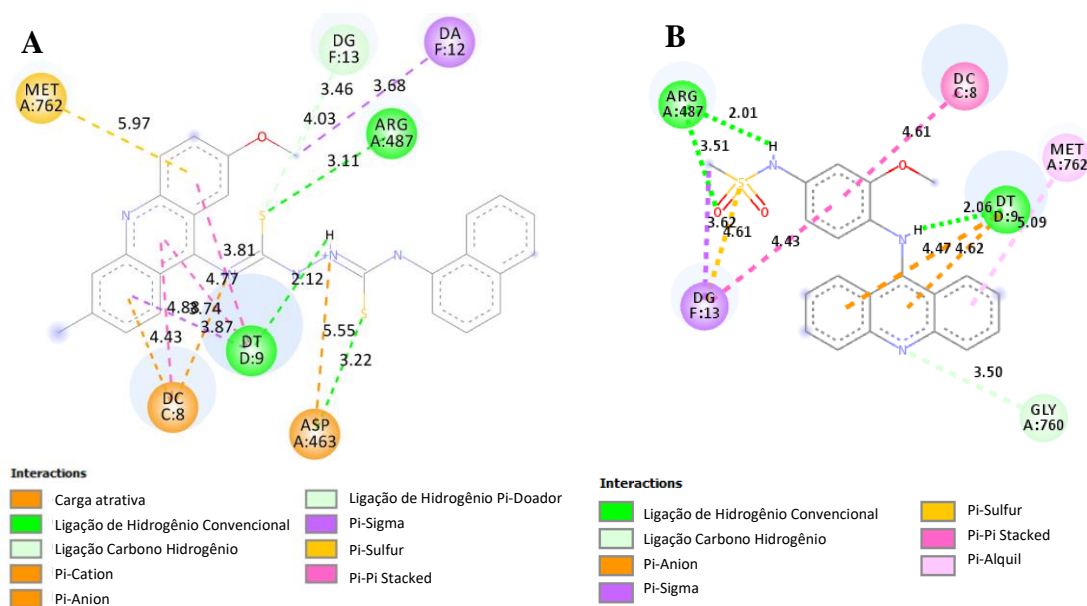 A
DG
F:13
DA
F:12
MET
A:762
ARG
A:487
3.46
3.68
4.03
5.97
3.11
O
N
S
H
N
N
N
N
S
3.81
4.77
2.12
4.88
3.74
3.87
4.43
5.55
3.22
DT
D:9
DC
C:8
ASP
A:463
Interactions
Carga atrativa
Ligação de Hidrogênio Convencional
Ligação Carbono Hidrogênio
Pi-Cation
Pi-Anion
Ligação de Hidrogênio Pi-Doador
Pi-Sigma
Pi-Sulfur
Pi-Pi Stacked
B
DC
C:8
ARG
A:487
2.01
3.51
4.61
MET
A:762
H
N
S
O
O
O
3.62
4.61
4.43
2.06
DT
D:9
5.09
H
N
4.47
4.62
DG
F:13
N
3.50
GLY
A:760
Interactions
Ligação de Hidrogênio Convencional
Ligação Carbono Hidrogênio
Pi-Anion
Pi-Sigma
Pi-Sulfur
Pi-Pi Stacked
Pi-Alquil